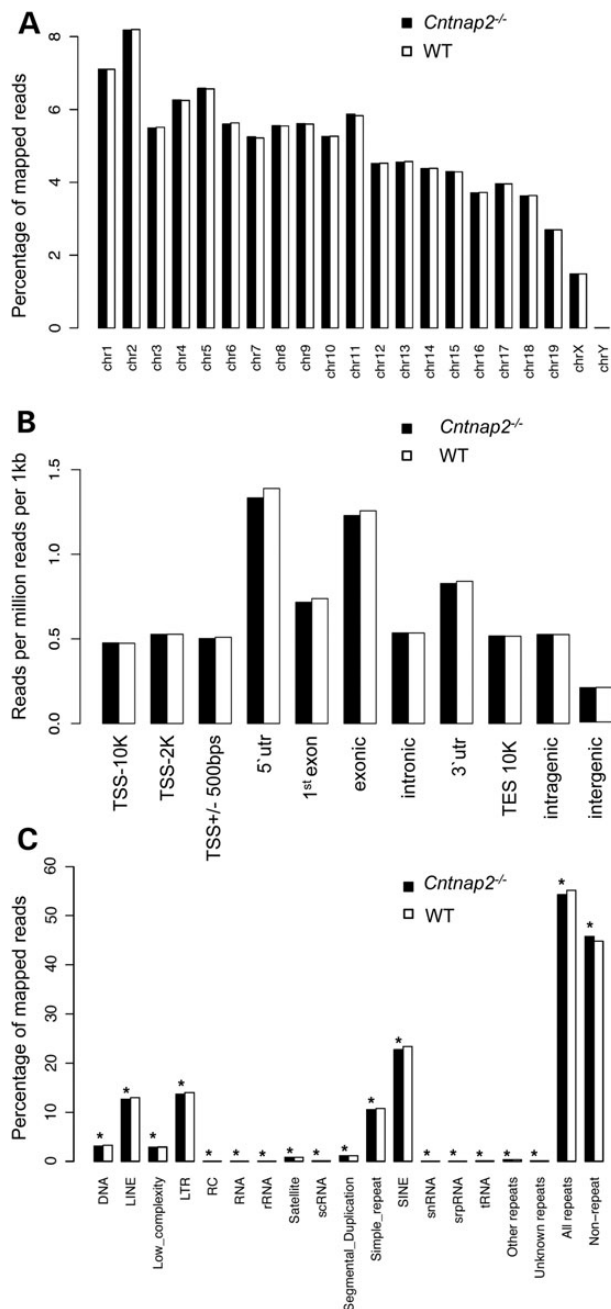 A
Cntnap2-/-
WT
Percentage of mapped reads
0 2 4 6 8
chr1 chr2 chr3 chr4 chr5 chr6 chr7 chr8 chr9 chr10 chr11 chr12 chr13 chr14 chr15 chr16 chr17 chr18 chr19 chrX chrY
B
Cntnap2-/-
WT
Reads per million reads per 1kb
0.0 0.5 1.0 1.5
TSS-10K TSS-2K TSS+/- 500bps 5`utr 1st exon exonic intronic 3`utr TES 10K intragenic intergenic
C
Cntnap2-/-
WT
Percentage of mapped reads
0 10 20 30 40 50 60
* * * * * * * * * * * * * * * * * * *
DNA LINE Low_complexity LTR RC RNA rRNA Satellite scRNA Segmental_Duplication Simple_repeat SINE snRNA srpRNA tRNA Other repeats Unknown repeats All repeats Non−repeat